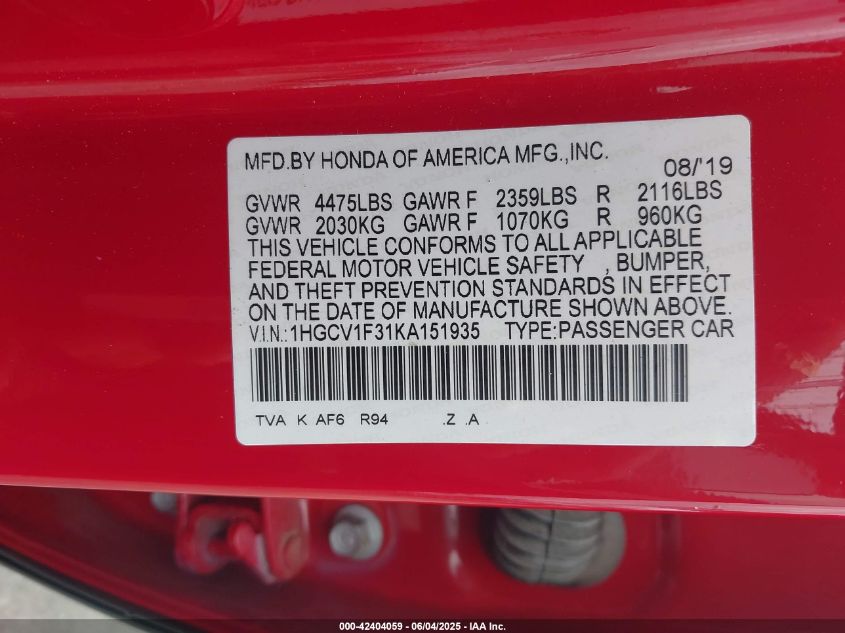 MFD.BY HONDA OF AMERICA MFG.,INC.
08/'19
GVWR 4475LBS GAWR F 2359LBS R 2116LBS
GVWR 2030KG GAWR F 1070KG R 960KG
THIS VEHICLE CONFORMS TO ALL APPLICABLE
FEDERAL MOTOR VEHICLE SAFETY , BUMPER,
AND THEFT PREVENTION STANDARDS IN EFFECT
ON THE DATE OF MANUFACTURE SHOWN ABOVE.
V.I.N.:1HGCV1F31KA151935 TYPE:PASSENGER CAR
TVA K AF6 R94 .Z .A
000-42404059 - 06/04/2025 - IAA Inc.